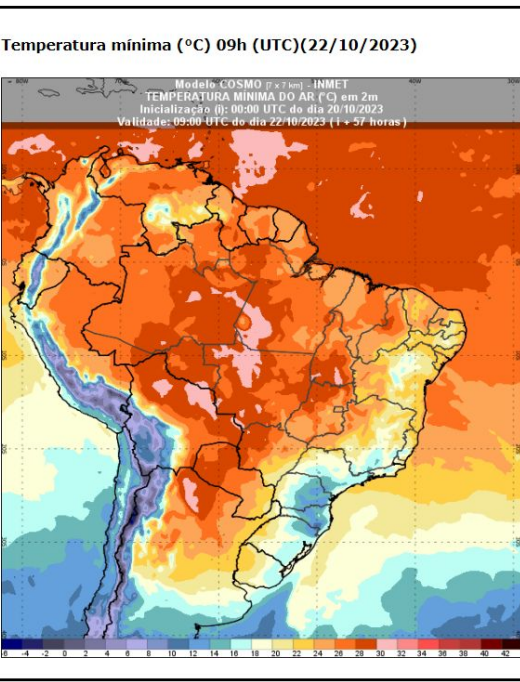 Temperatura mínima (ºC) 09h (UTC)(22/10/2023)
Modelo COSMO [7 x 7 km] - INMET
TEMPERATURA MÍNIMA DO AR (°C) em 2m
Inicialização (i): 00:00 UTC do dia 20/10/2023
Validade: 09:00 UTC do dia 22/10/2023 ( i + 57 horas )
-6 -4 -2 0 2 4 6 8 10 12 14 16 18 20 22 24 26 28 30 32 34 36 38 40 42